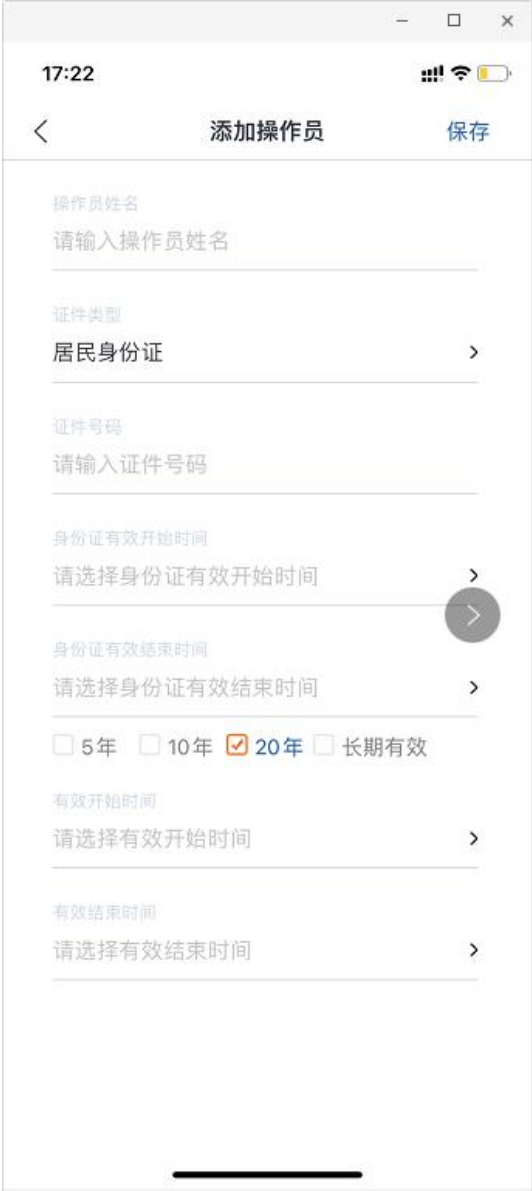 17:22
添加操作员 保存
操作员姓名
请输入操作员姓名
证件类型
居民身份证
证件号码
请输入证件号码
身份证有效开始时间
请选择身份证有效开始时间
身份证有效结束时间
请选择身份证有效结束时间
5年 10年 20年 长期有效
有效开始时间
请选择有效开始时间
有效结束时间
请选择有效结束时间